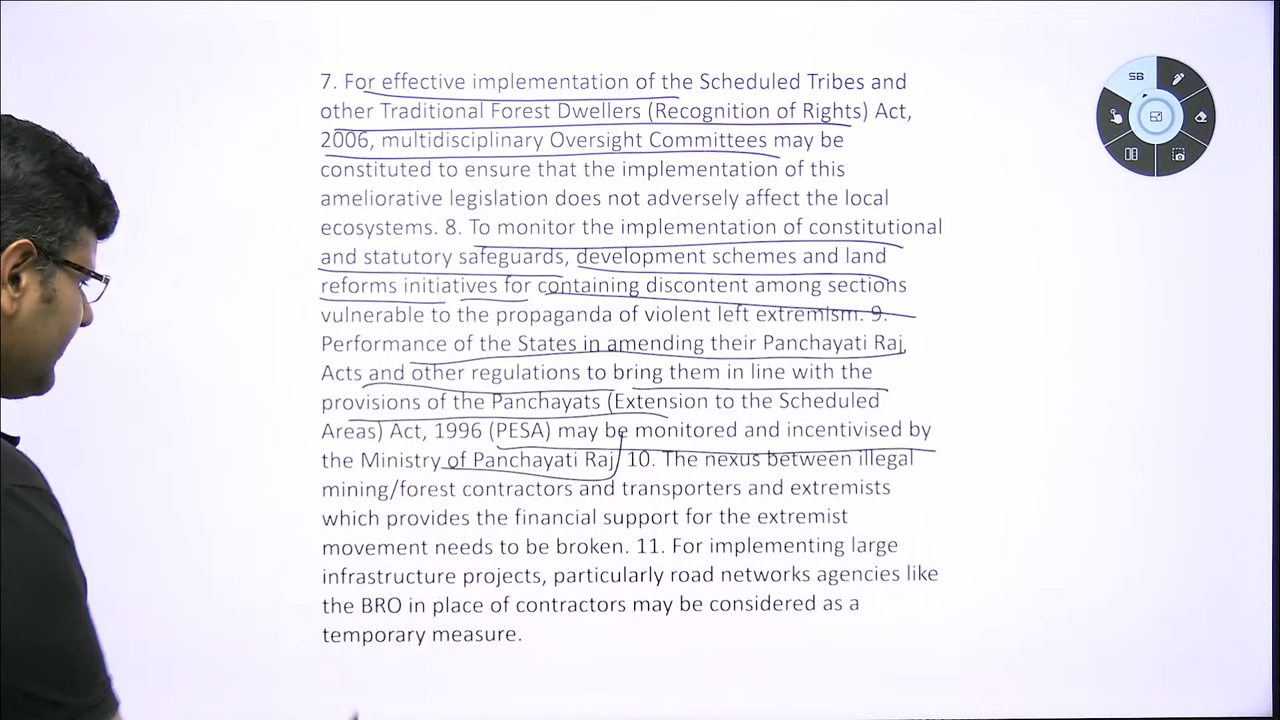 7. For effective implementation of the Scheduled Tribes and
other Traditional Forest Dwellers (Recognition of Rights) Act,
2006, multidisciplinary Oversight Committees may be
constituted to ensure that the implementation of this
ameliorative legislation does not adversely affect the local
ecosystems. 8. To monitor the implementation of constitutional
and statutory safeguards, development schemes and land
reforms initiatives for containing discontent among sections
vulnerable to the propaganda of violent left extremism. 9.
Performance of the States in amending their Panchayati Raj
Acts and other regulations to bring them in line with the
provisions of the Panchayats (Extension to the Scheduled
Areas) Act, 1996 (PESA) may be monitored and incentivised by
the Ministry of Panchayati Raj 10. The nexus between illegal
mining/forest contractors and transporters and extremists
which provides the financial support for the extremist
movement needs to be broken. 11. For implementing large
infrastructure projects, particularly road networks agencies like
the BRO in place of contractors may be considered as a
temporary measure.
SB